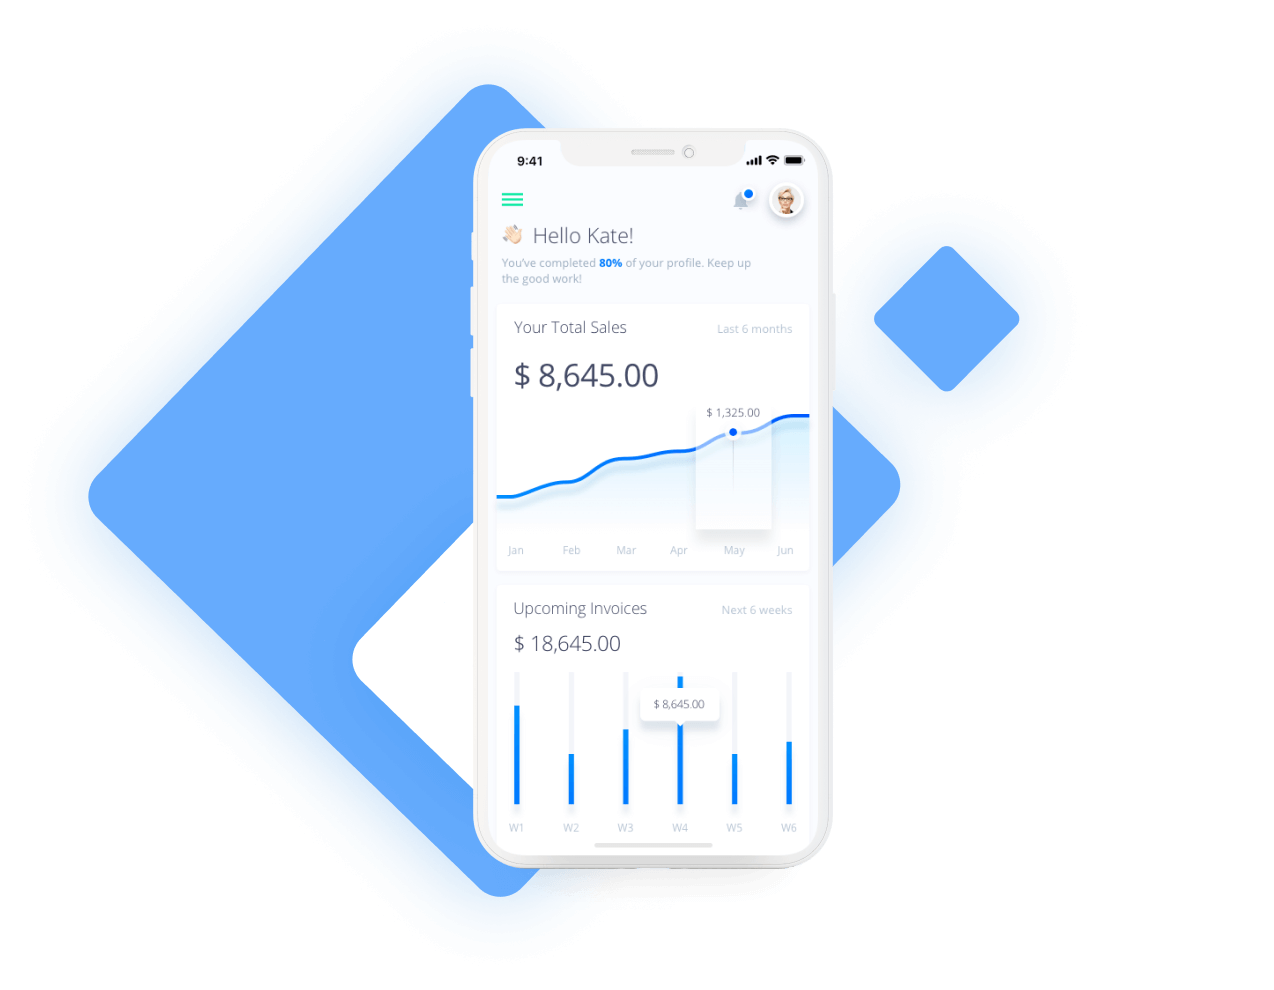 9:41
Hello Kate!
You've completed 80% of your profile. Keep up
the good work!
Your Total Sales
Last 6 months
$ 8,645.00
$ 1,325.00
Jan Feb Mar Apr May Jun
Upcoming Invoices
Next 6 weeks
$ 18,645.00
$ 8,645.00
W1 W2 W3 W4 W5 W6